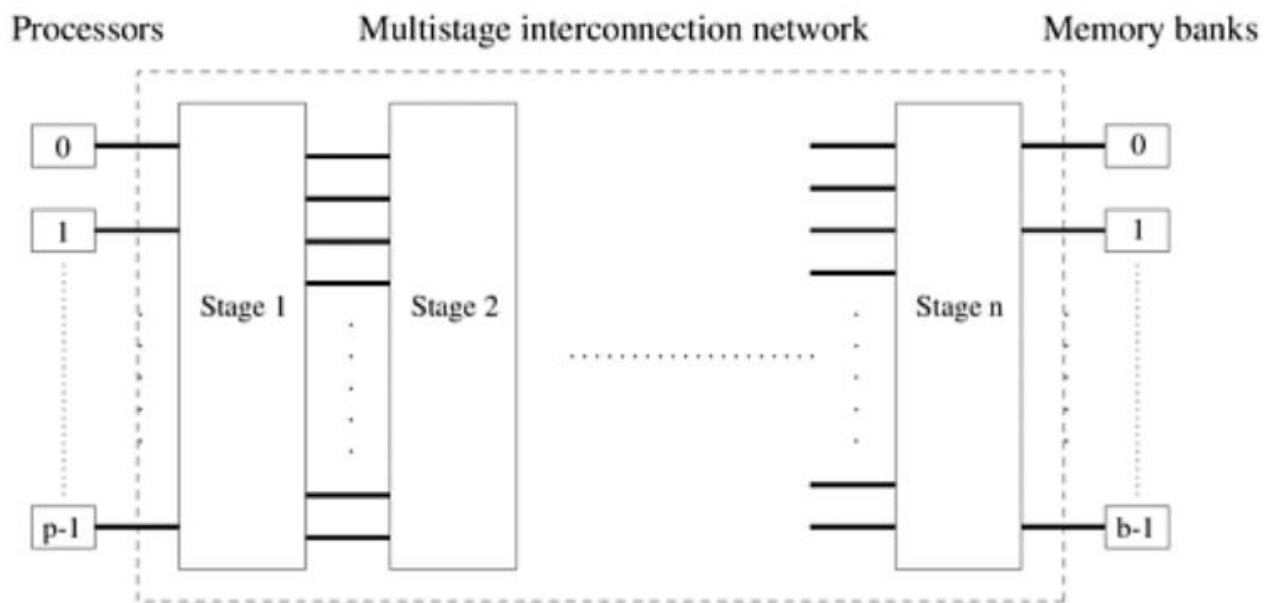 Processors Multistage interconnection network Memory banks
0 0
1 1
Stage 1 Stage 2 Stage n
p-1 b-1